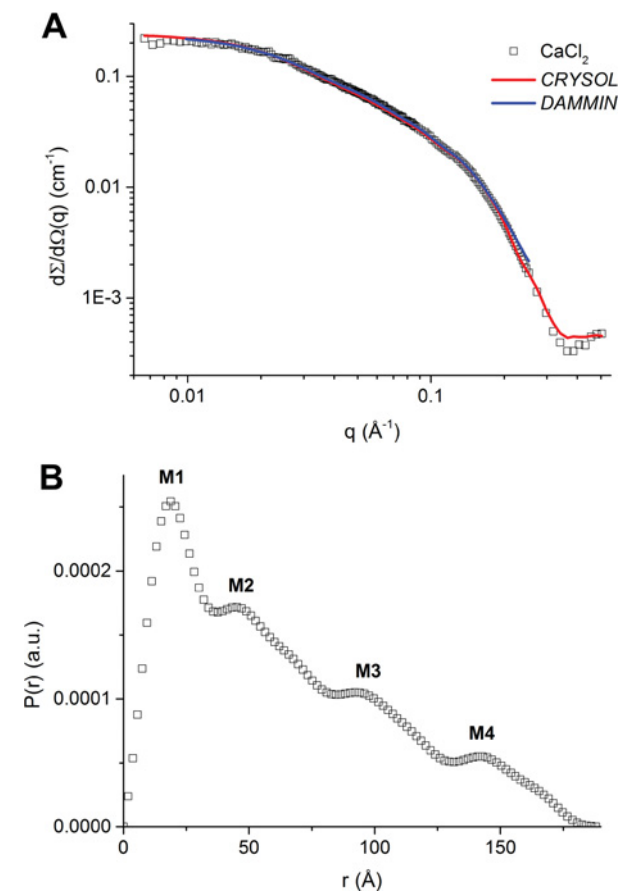 A
CaCl₂
CRYSOL
DAMMIN
0.1
0.01
1E-3
dΣ/dΩ(q) (cm⁻¹)
0.01
0.1
1
q (Å⁻¹)
B
M1
M2
M3
M4
0.0002
0.0001
0.0000
P(r) (a.u.)
0
50
100
150
r (Å)